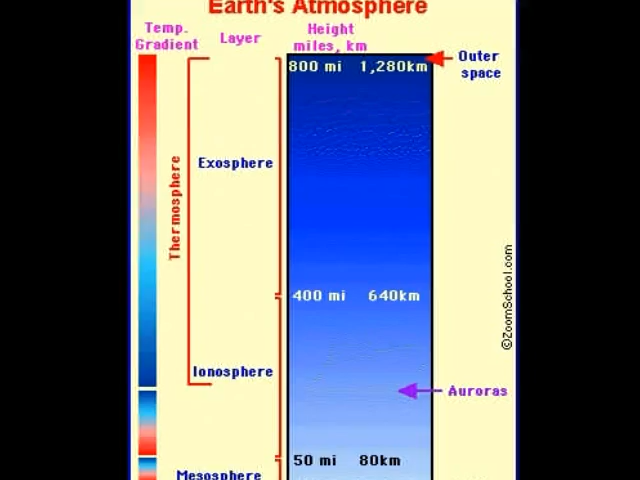 Earth's Atmosphere
Temp.
Gradient
Layer
Height
miles, km
800 mi 1,280km
Outer
space
Exosphere
Thermosphere
©ZoomSchool.com
400 mi 640km
Ionosphere
Auroras
50 mi 80km
Mesosphere